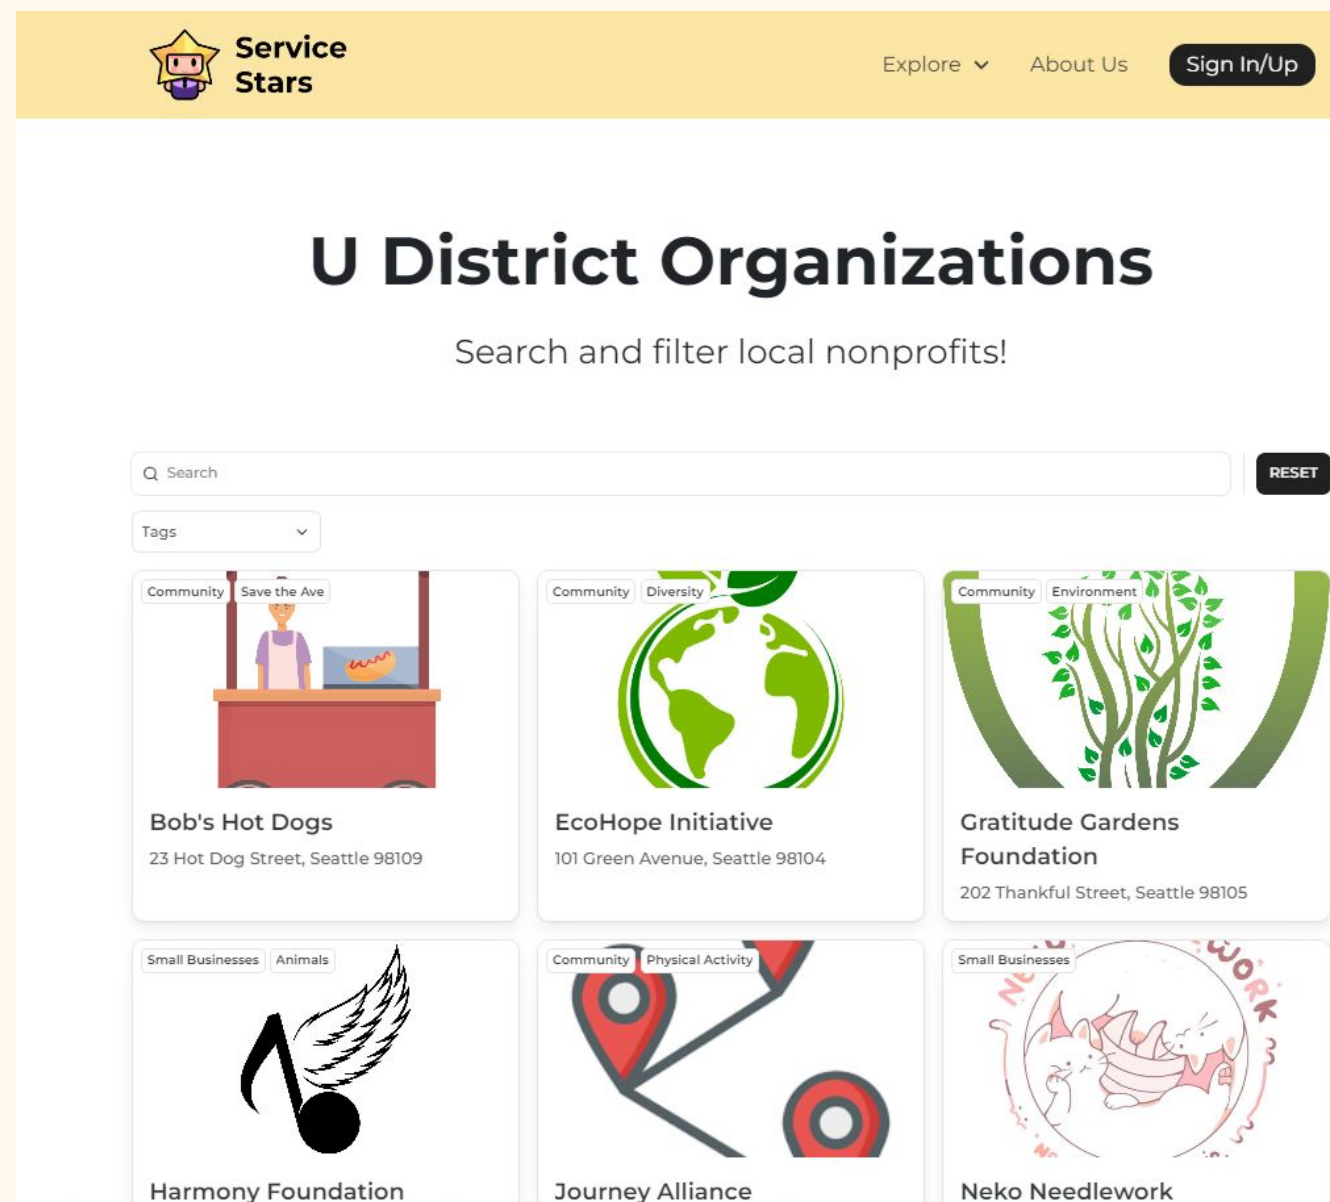 Service
Stars
Explore
About Us
Sign In/Up
U District Organizations
Search and filter local nonprofits!
Search
RESET
Tags
Community
Save the Ave
Bob's Hot Dogs
23 Hot Dog Street, Seattle 98109
Community
Diversity
EcoHope Initiative
101 Green Avenue, Seattle 98104
Community
Environment
Gratitude Gardens
Foundation
202 Thankful Street, Seattle 98105
Small Businesses
Animals
Harmony Foundation
Community
Physical Activity
Journey Alliance
Small Businesses
Neko Needlework